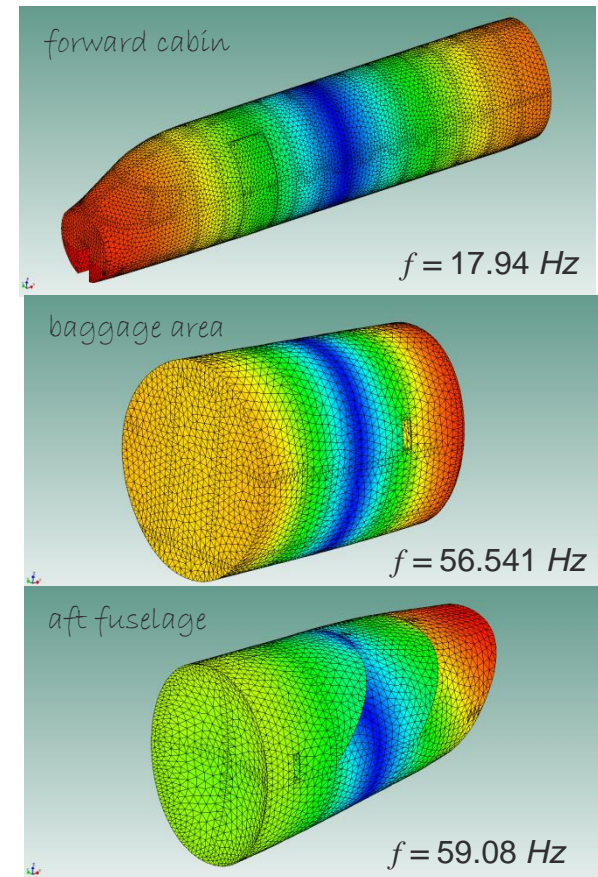 forward cabin
f = 17.94 Hz
baggage area
f = 56.541 Hz
aft fuselage
f = 59.08 Hz